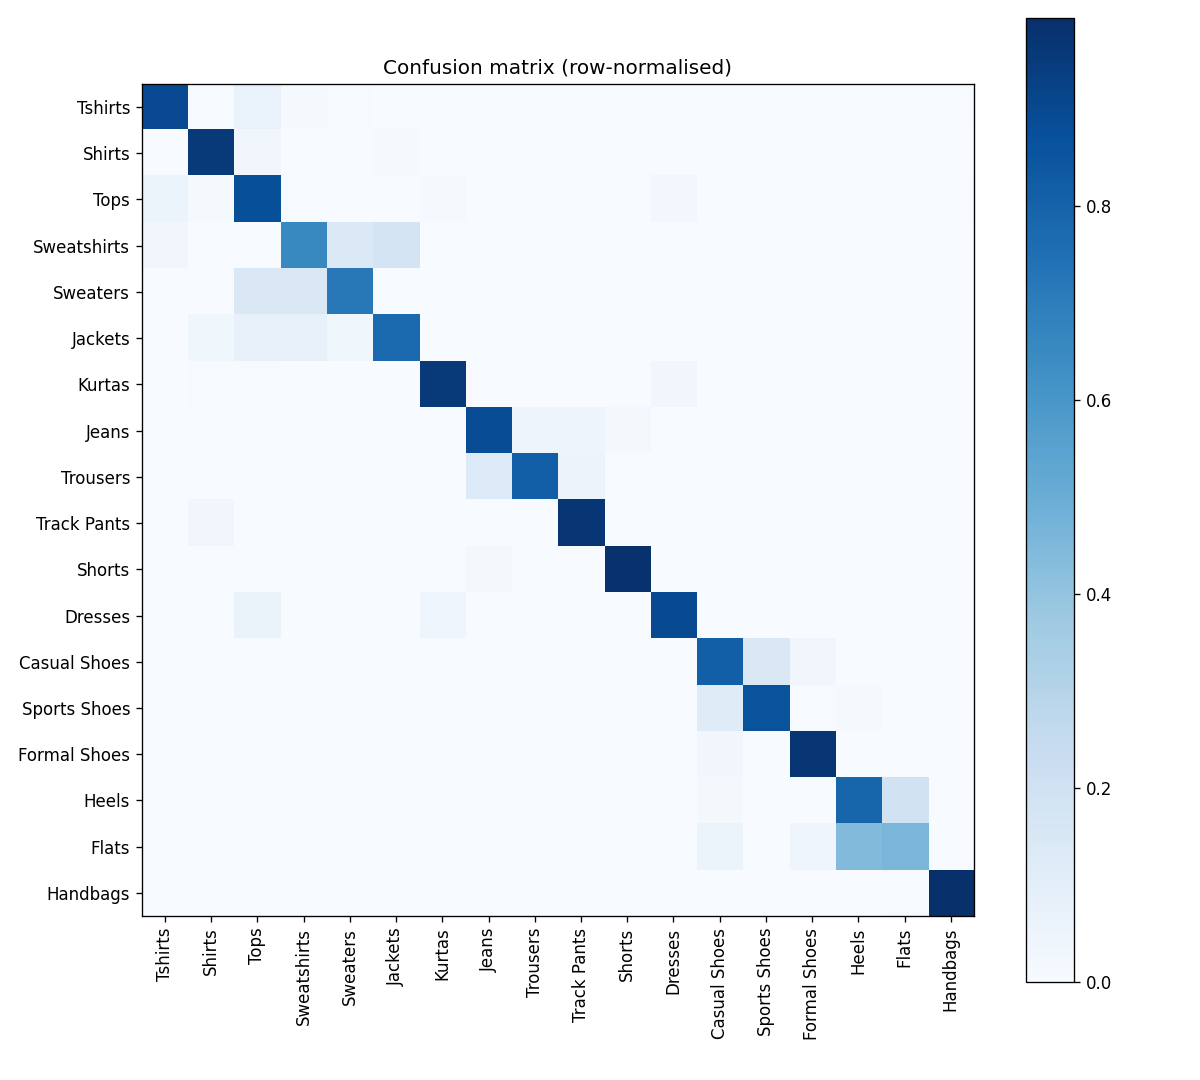 Confusion matrix (row-normalised)
Tshirts
Shirts
Tops
Sweatshirts
Sweaters
Jackets
Kurtas
Jeans
Trousers
Track Pants
Shorts
Dresses
Casual Shoes
Sports Shoes
Formal Shoes
Heels
Flats
Handbags
Tshirts
Shirts
Tops
Sweatshirts
Sweaters
Jackets
Kurtas
Jeans
Trousers
Track Pants
Shorts
Dresses
Casual Shoes
Sports Shoes
Formal Shoes
Heels
Flats
Handbags
0.8
0.6
0.4
0.2
0.0